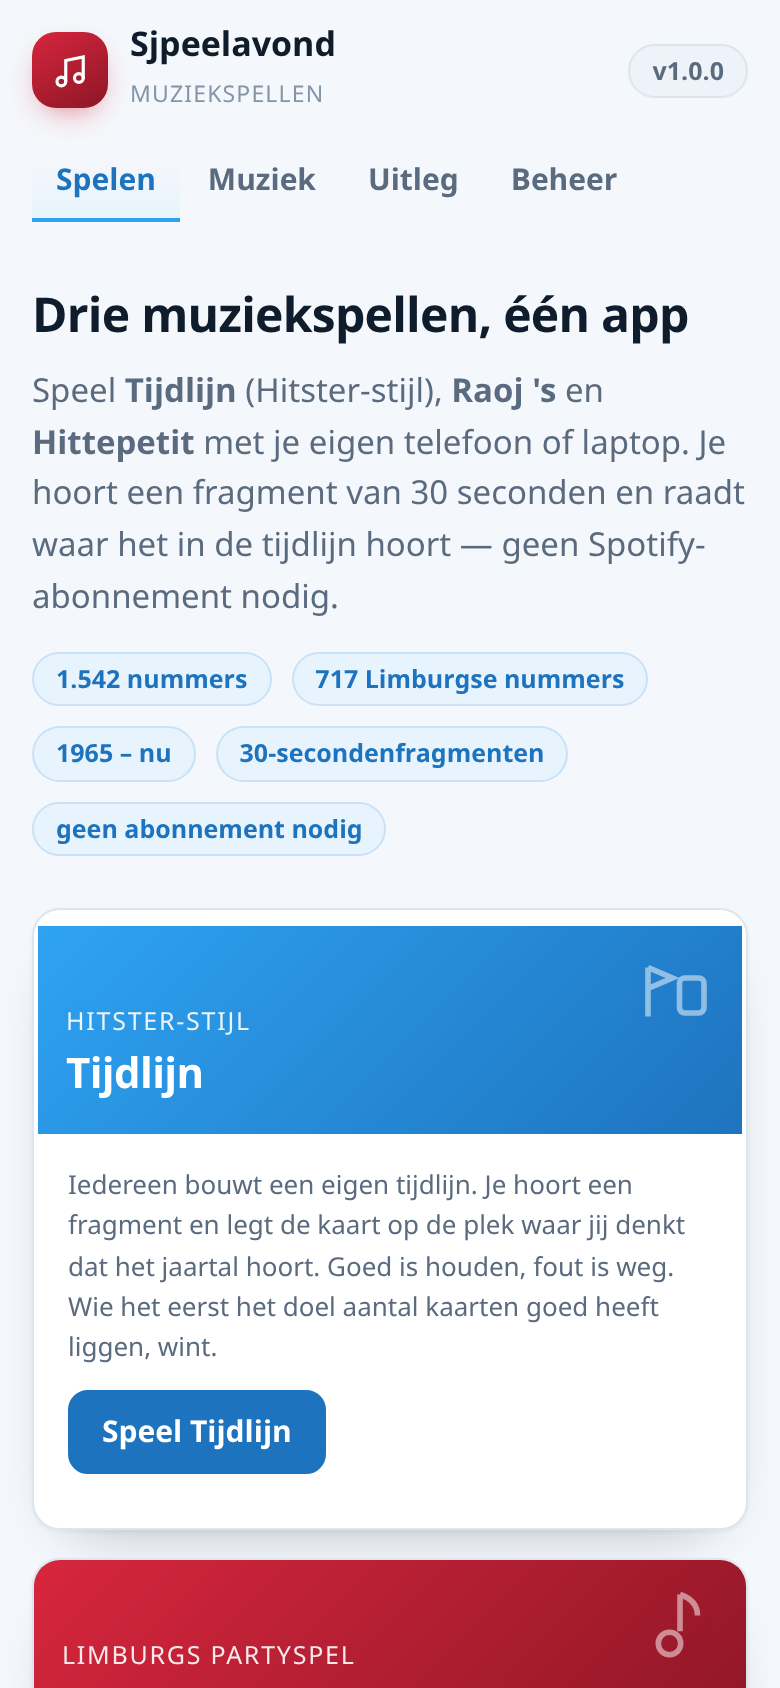 Sjpeelavond
MUZIEKSPELLEN
v1.0.0
Spelen
Muziek
Uitleg
Beheer
Drie muziekspellen, één app
Speel Tijdlijn (Hitster-stijl), Raoj 's en
Hittepetit met je eigen telefoon of laptop. Je
hoort een fragment van 30 seconden en raadt
waar het in de tijdlijn hoort — geen Spotify-
abonnement nodig.
1.542 nummers
717 Limburgse nummers
1965 – nu
30-secondenfragmenten
geen abonnement nodig
HITSTER-STIJL
Tijdlijn
Iedereen bouwt een eigen tijdlijn. Je hoort een
fragment en legt de kaart op de plek waar jij denkt
dat het jaartal hoort. Goed is houden, fout is weg.
Wie het eerst het doel aantal kaarten goed heeft
liggen, wint.
Speel Tijdlijn
LIMBURGS PARTYSPEL